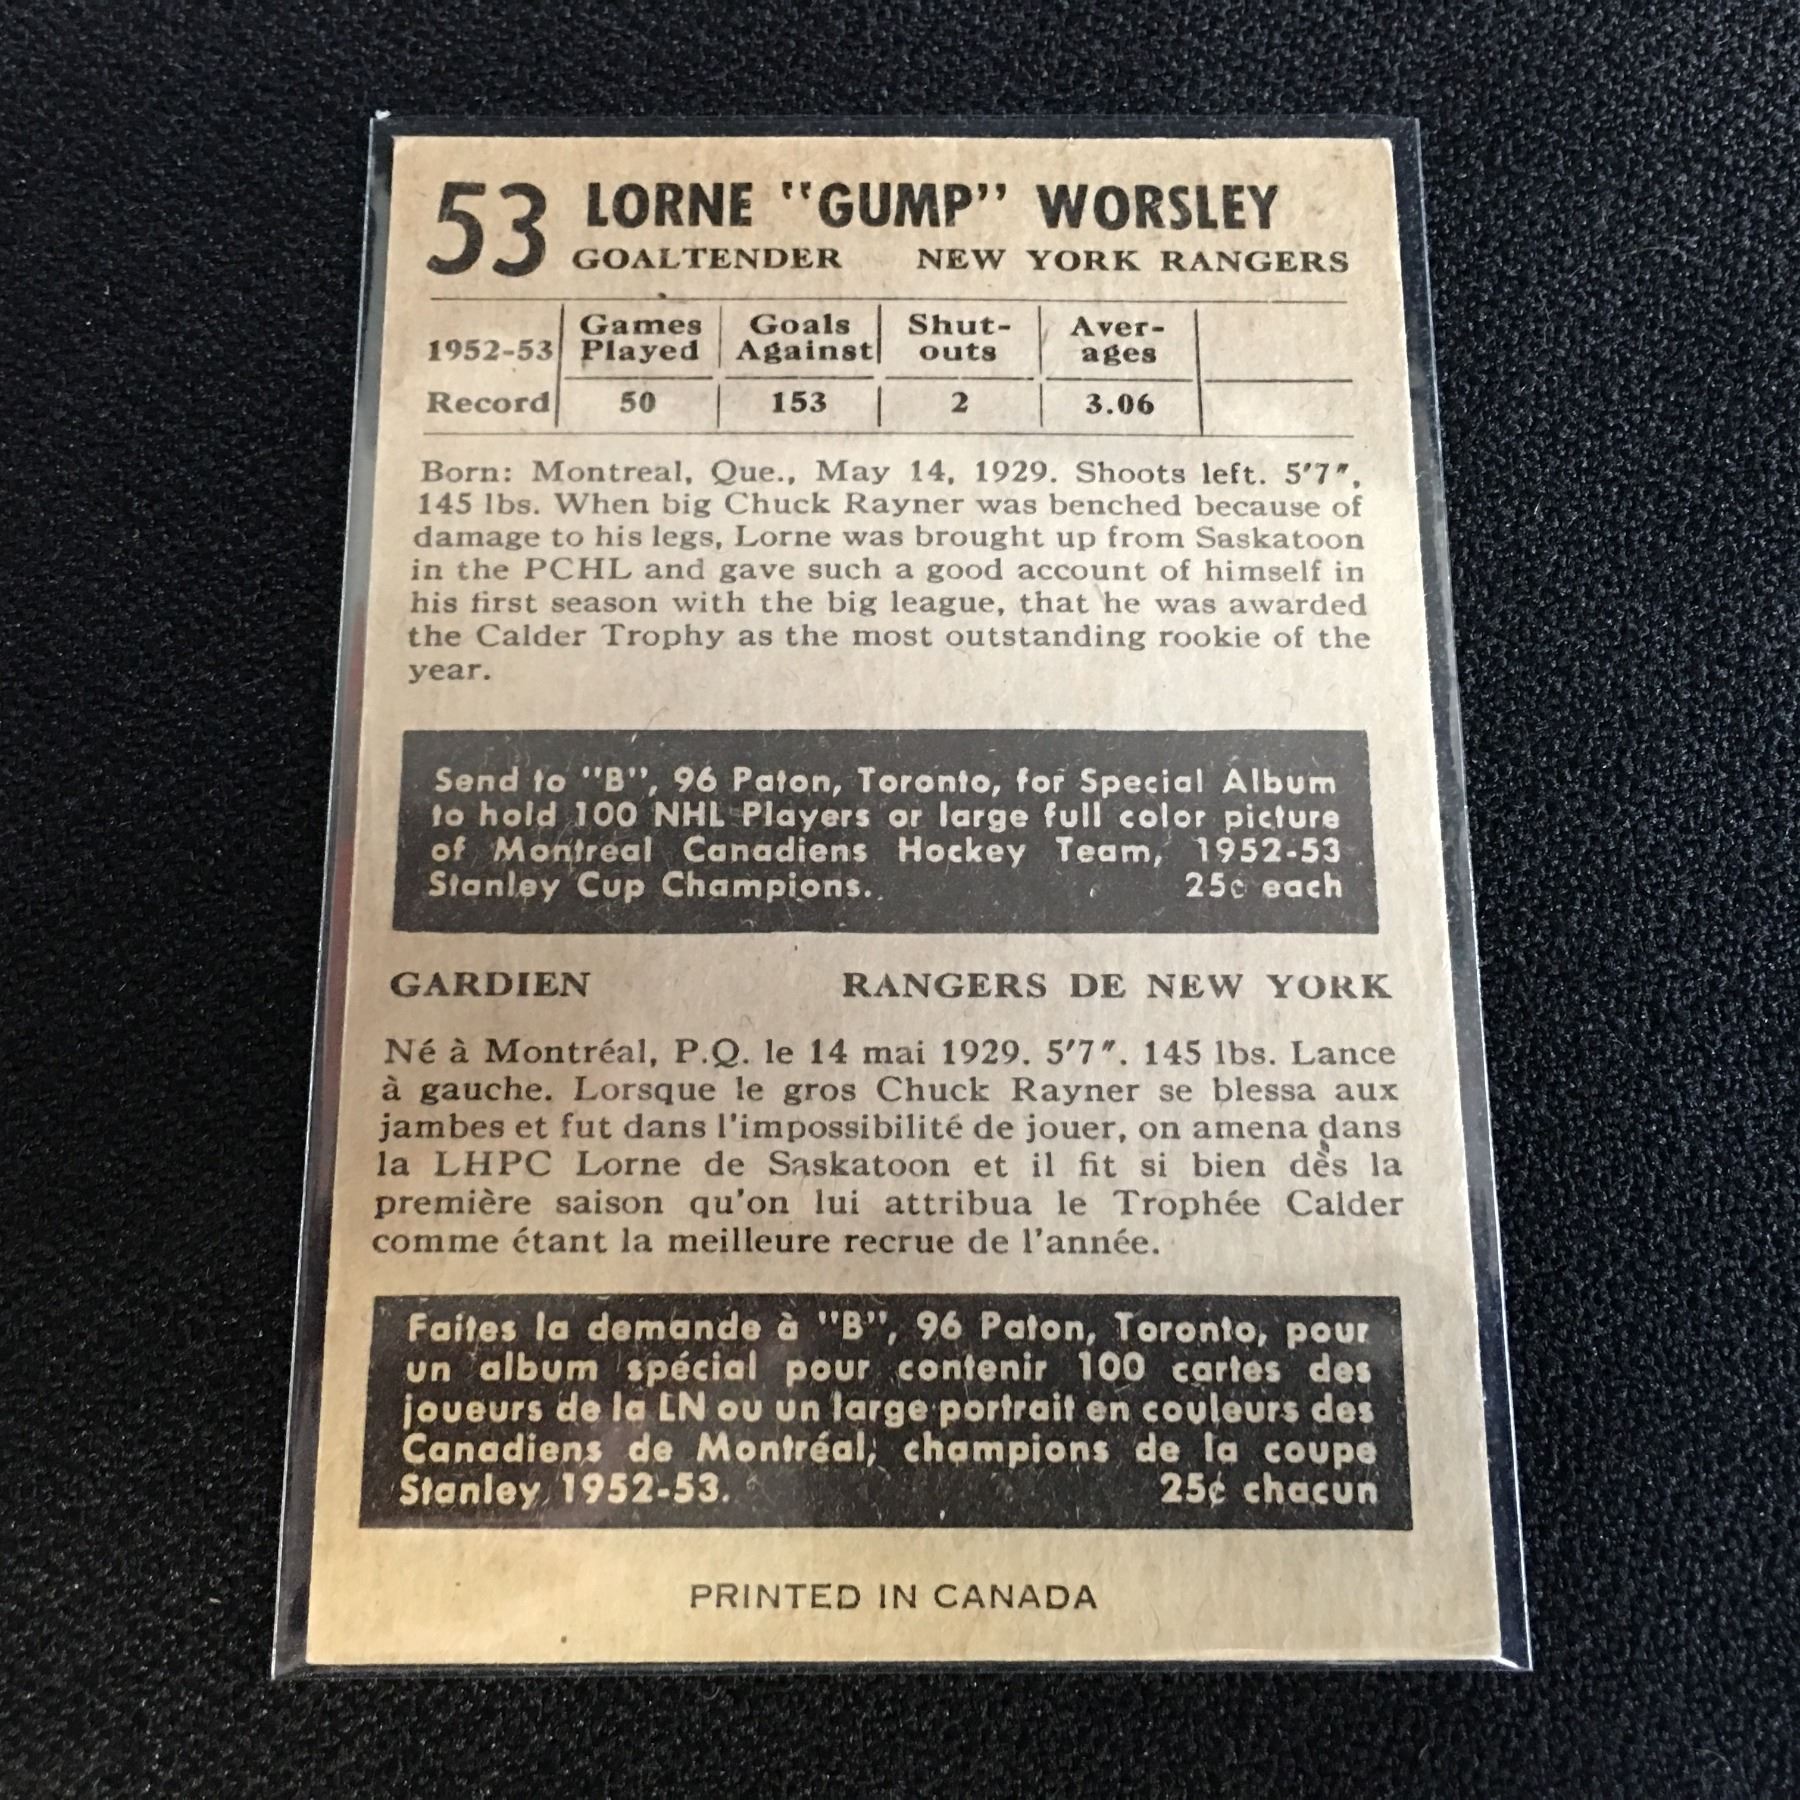 53 LORNE "GUMP" WORSLEY
GOALTENDER NEW YORK RANGERS
1952-53 Games Played Goals Against Shut-outs Aver-ages
Record 50 153 2 3.06
Born: Montreal, Que., May 14, 1929. Shoots left. 5'7",
145 lbs. When big Chuck Rayner was benched because of
damage to his legs, Lorne was brought up from Saskatoon
in the PCHL and gave such a good account of himself in
his first season with the big league, that he was awarded
the Calder Trophy as the most outstanding rookie of the
year.
Send to "B", 96 Paton, Toronto, for Special Album
to hold 100 NHL Players or large full color picture
of Montreal Canadiens Hockey Team, 1952-53
Stanley Cup Champions. 25¢ each
GARDIEN RANGERS DE NEW YORK
Né à Montréal, P.Q. le 14 mai 1929. 5'7". 145 lbs. Lance
à gauche. Lorsque le gros Chuck Rayner se blessa aux
jambes et fut dans l'impossibilité de jouer, on amena dans
la LHPC Lorne de Saskatoon et il fit si bien dès la
première saison qu'on lui attribua le Trophée Calder
comme étant la meilleure recrue de l'année.
Faites la demande à "B", 96 Paton, Toronto, pour
un album spécial pour contenir 100 cartes des
joueurs de la LN ou un large portrait en couleurs des
Canadiens de Montréal, champions de la coupe
Stanley 1952-53. 25¢ chacun
PRINTED IN CANADA